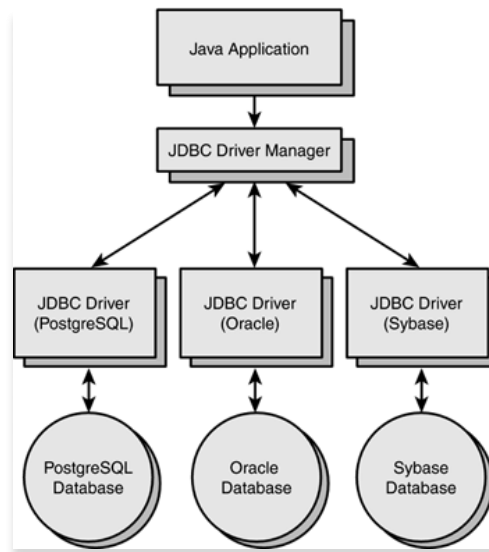 Java Application
JDBC Driver Manager
JDBC Driver
(PostgreSQL)
JDBC Driver
(Oracle)
JDBC Driver
(Sybase)
PostgreSQL
Database
Oracle
Database
Sybase
Database